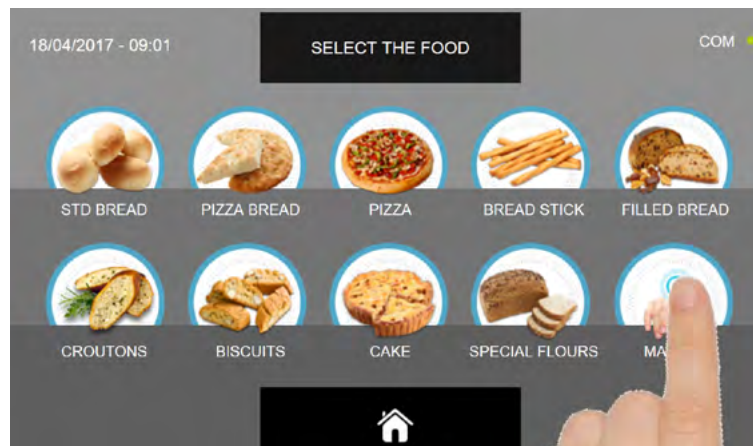 18/04/2017 - 09:01
SELECT THE FOOD
COM
STD BREAD
PIZZA BREAD
PIZZA
BREAD STICK
FILLED BREAD
CROUTONS
BISCUITS
CAKE
SPECIAL FLOURS